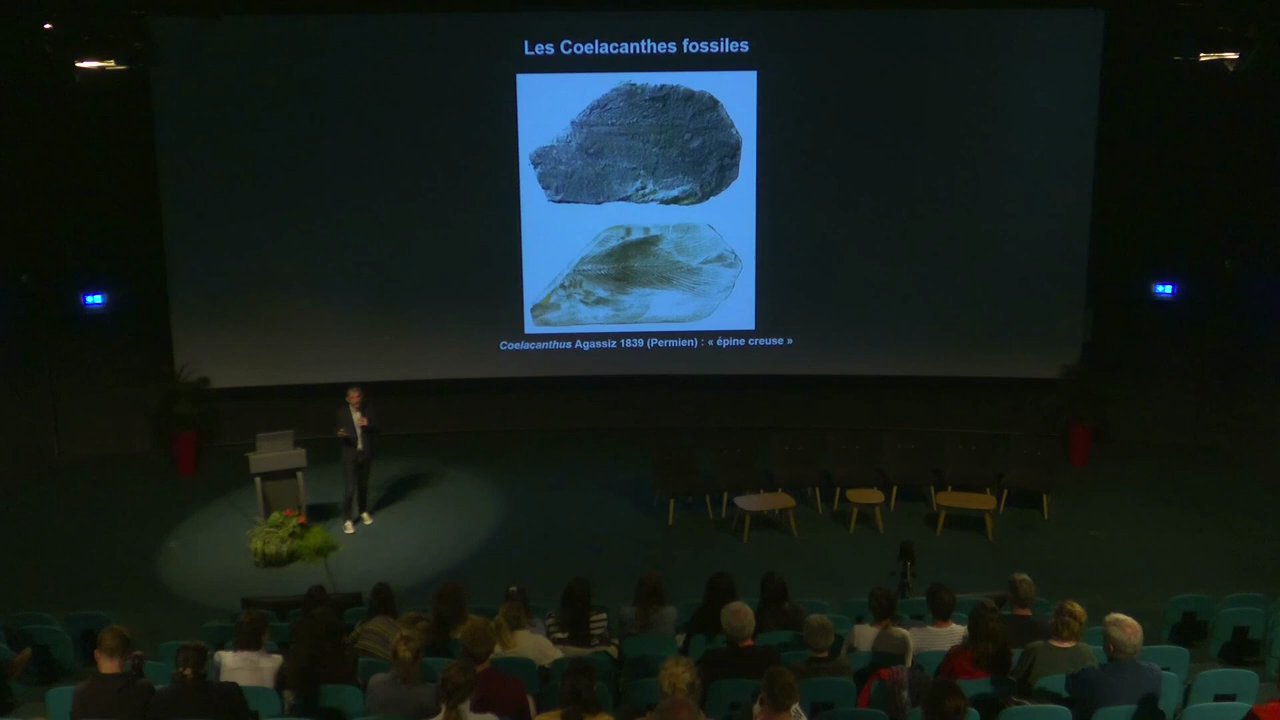 Les Coelacanthes fossiles
Coelacanthus Agassiz 1839 (Permien) : « épine creuse »